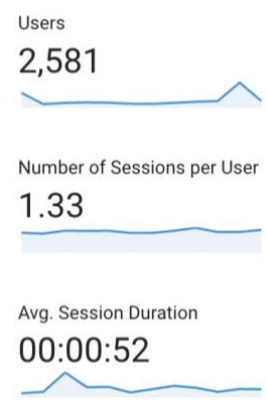 Users
2,581
Number of Sessions per User
1.33
Avg. Session Duration
00:00:52